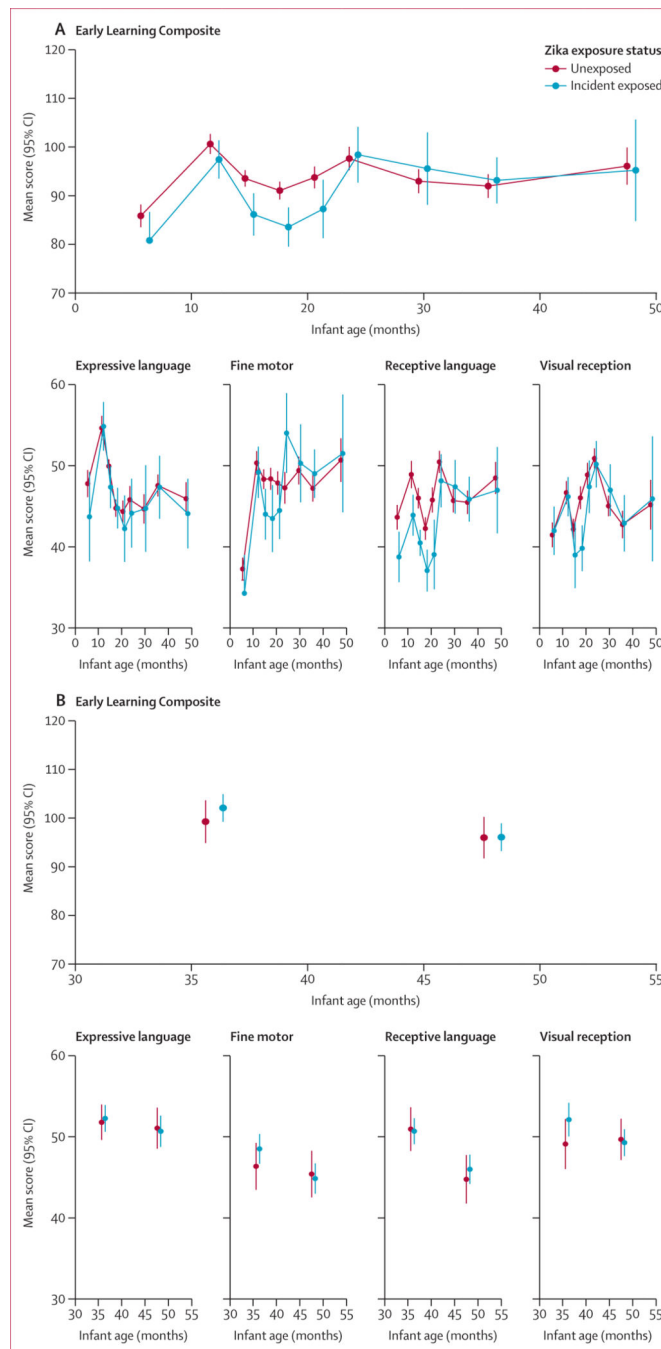 A Early Learning Composite
120
110
100
90
80
70
Mean score (95% CI)
0 10 20 30 40 50
Infant age (months)
Zika exposure status
Unexposed
Incident exposed
Expressive language
Fine motor
Receptive language
Visual reception
60
50
40
30
Mean score (95% CI)
0 10 20 30 40 50
0 10 20 30 40 50
0 10 20 30 40 50
0 10 20 30 40 50
Infant age (months)
Infant age (months)
Infant age (months)
Infant age (months)
B Early Learning Composite
120
110
100
90
80
70
Mean score (95% CI)
30 35 40 45 50 55
Infant age (months)
Expressive language
Fine motor
Receptive language
Visual reception
60
50
40
30
Mean score (95% CI)
30 35 40 45 50 55
30 35 40 45 50 55
30 35 40 45 50 55
30 35 40 45 50 55
Infant age (months)
Infant age (months)
Infant age (months)
Infant age (months)